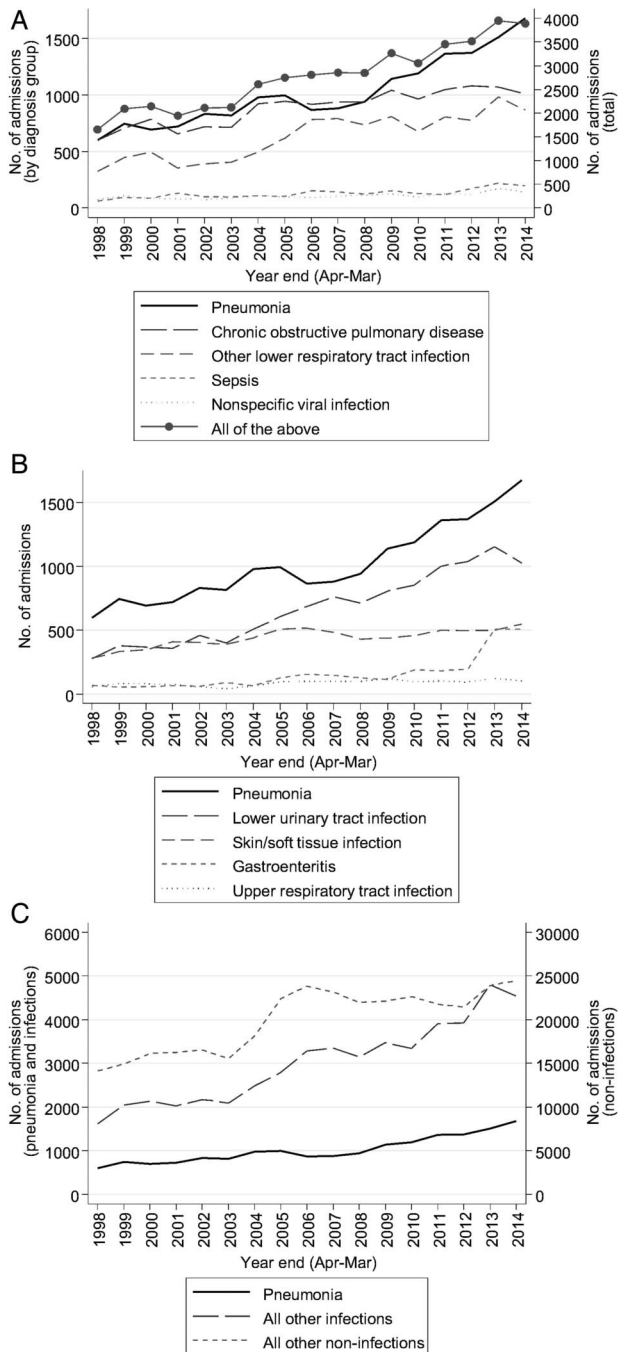 A
No. of admissions
(by diagnosis group)
1500
1000
500
0
4000
3500
3000
2500
2000
1500
1000
500
0
No. of admissions
(total)
1998 1999 2000 2001 2002 2003 2004 2005 2006 2007 2008 2009 2010 2011 2012 2013 2014
Year end (Apr-Mar)
Pneumonia
Chronic obstructive pulmonary disease
Other lower respiratory tract infection
Sepsis
Nonspecific viral infection
All of the above
B
No. of admissions
1500
1000
500
0
1998 1999 2000 2001 2002 2003 2004 2005 2006 2007 2008 2009 2010 2011 2012 2013 2014
Year end (Apr-Mar)
Pneumonia
Lower urinary tract infection
Skin/soft tissue infection
Gastroenteritis
Upper respiratory tract infection
C
No. of admissions
(pneumonia and infections)
6000
5000
4000
3000
2000
1000
0
30000
25000
20000
15000
10000
5000
0
No. of admissions
(non-infections)
1998 1999 2000 2001 2002 2003 2004 2005 2006 2007 2008 2009 2010 2011 2012 2013 2014
Year end (Apr-Mar)
Pneumonia
All other infections
All other non-infections